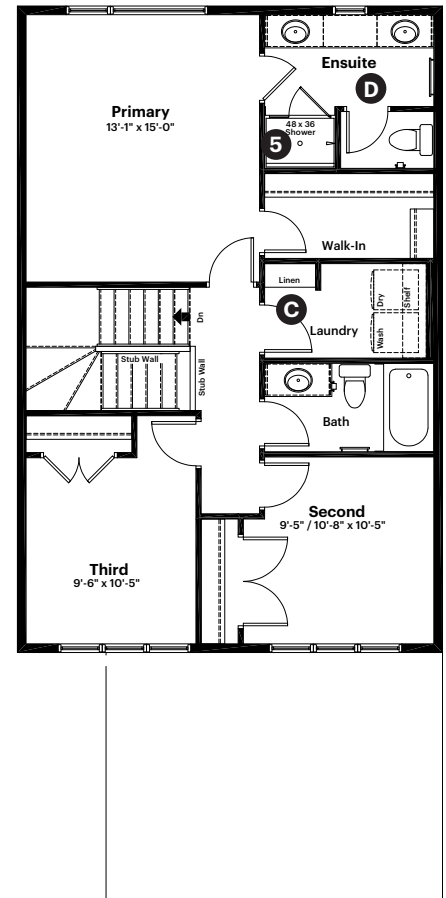 Ensuite
D
Primary
13'-1" x 15'-0"
48 x 36
Shower
5
Walk-In
Linen
C
Laundry
Dry
Shelf
Wash
Dn
Stub Wall
Stub Wall
Bath
Second
9'-5" / 10'-8" x 10'-5"
Third
9'-6" x 10'-5"